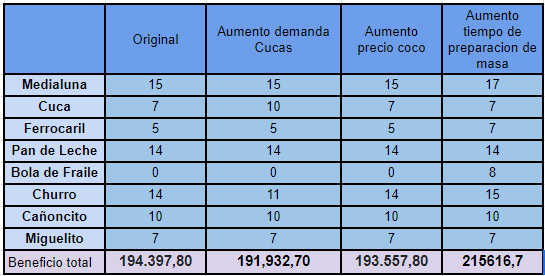 Original Aumento demanda Cucas Aumento precio coco Aumento tiempo de preparacion de masa
Medialuna 15 15 15 17
Cuca 7 10 7 7
Ferrocaril 5 5 5 7
Pan de Leche 14 14 14 14
Bola de Fraile 0 0 0 8
Churro 14 11 14 15
Cañoncito 10 10 10 10
Miguelito 7 7 7 7
Beneficio total 194.397,80 191,932,70 193.557,80 215616,7